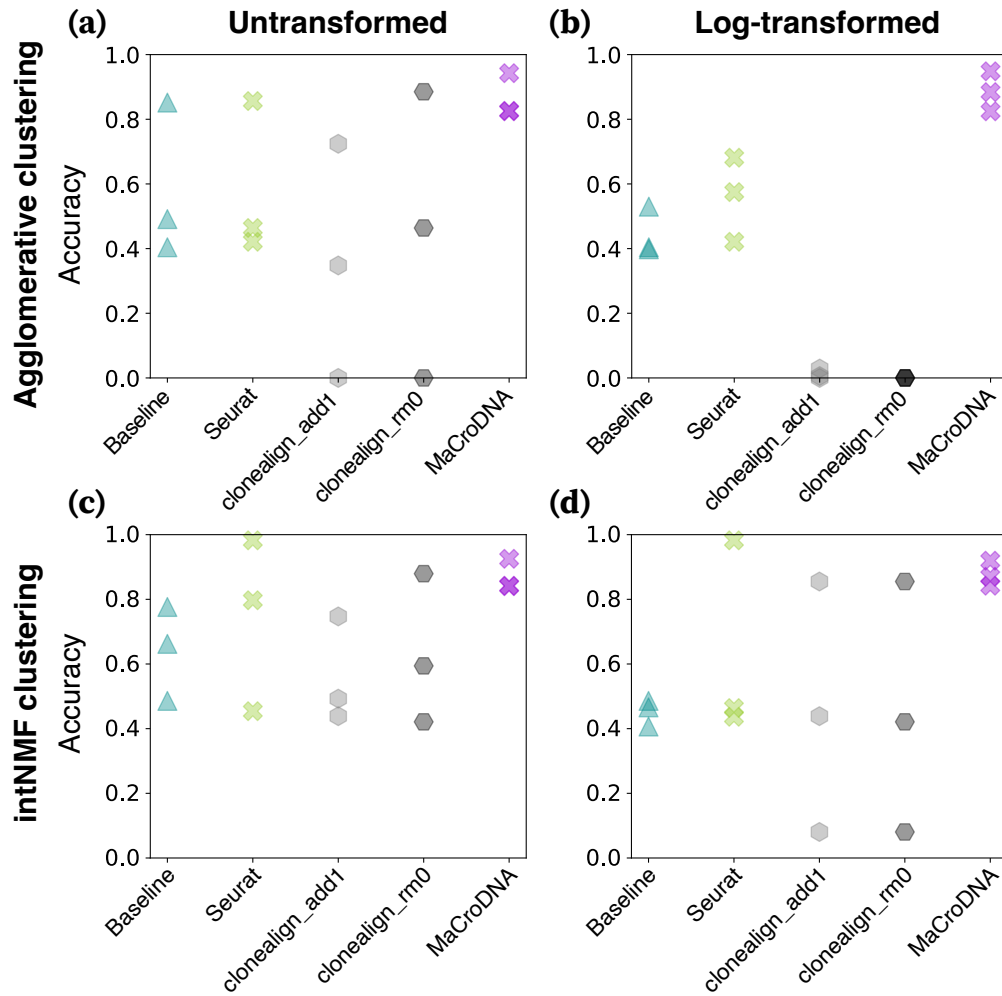 (a) Untransformed (b) Log-transformed
Agglomerative clustering
Accuracy
1.0
0.8
0.6
0.4
0.2
0.0
Baseline
Seurat
clonealign_add1
clonealign_rm0
MaCroDNA
1.0
0.8
0.6
0.4
0.2
0.0
Baseline
Seurat
clonealign_add1
clonealign_rm0
MaCroDNA
(c) (d)
intNMF clustering
Accuracy
1.0
0.8
0.6
0.4
0.2
0.0
Baseline
Seurat
clonealign_add1
clonealign_rm0
MaCroDNA
1.0
0.8
0.6
0.4
0.2
0.0
Baseline
Seurat
clonealign_add1
clonealign_rm0
MaCroDNA